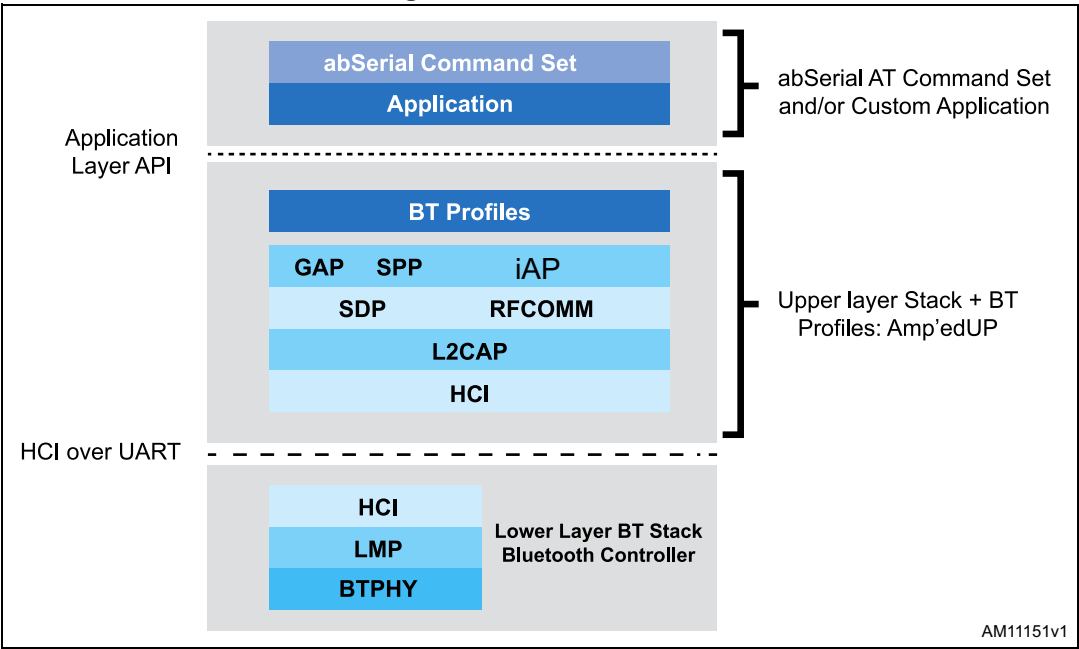 abSerial Command Set
Application
abSerial AT Command Set
and/or Custom Application
Application
Layer API
BT Profiles
GAP SPP iAP
SDP RFCOMM
L2CAP
HCI
Upper layer Stack + BT
Profiles: Amp'edUP
HCI over UART
HCI
LMP
BTPHY
Lower Layer BT Stack
Bluetooth Controller
AM11151v1